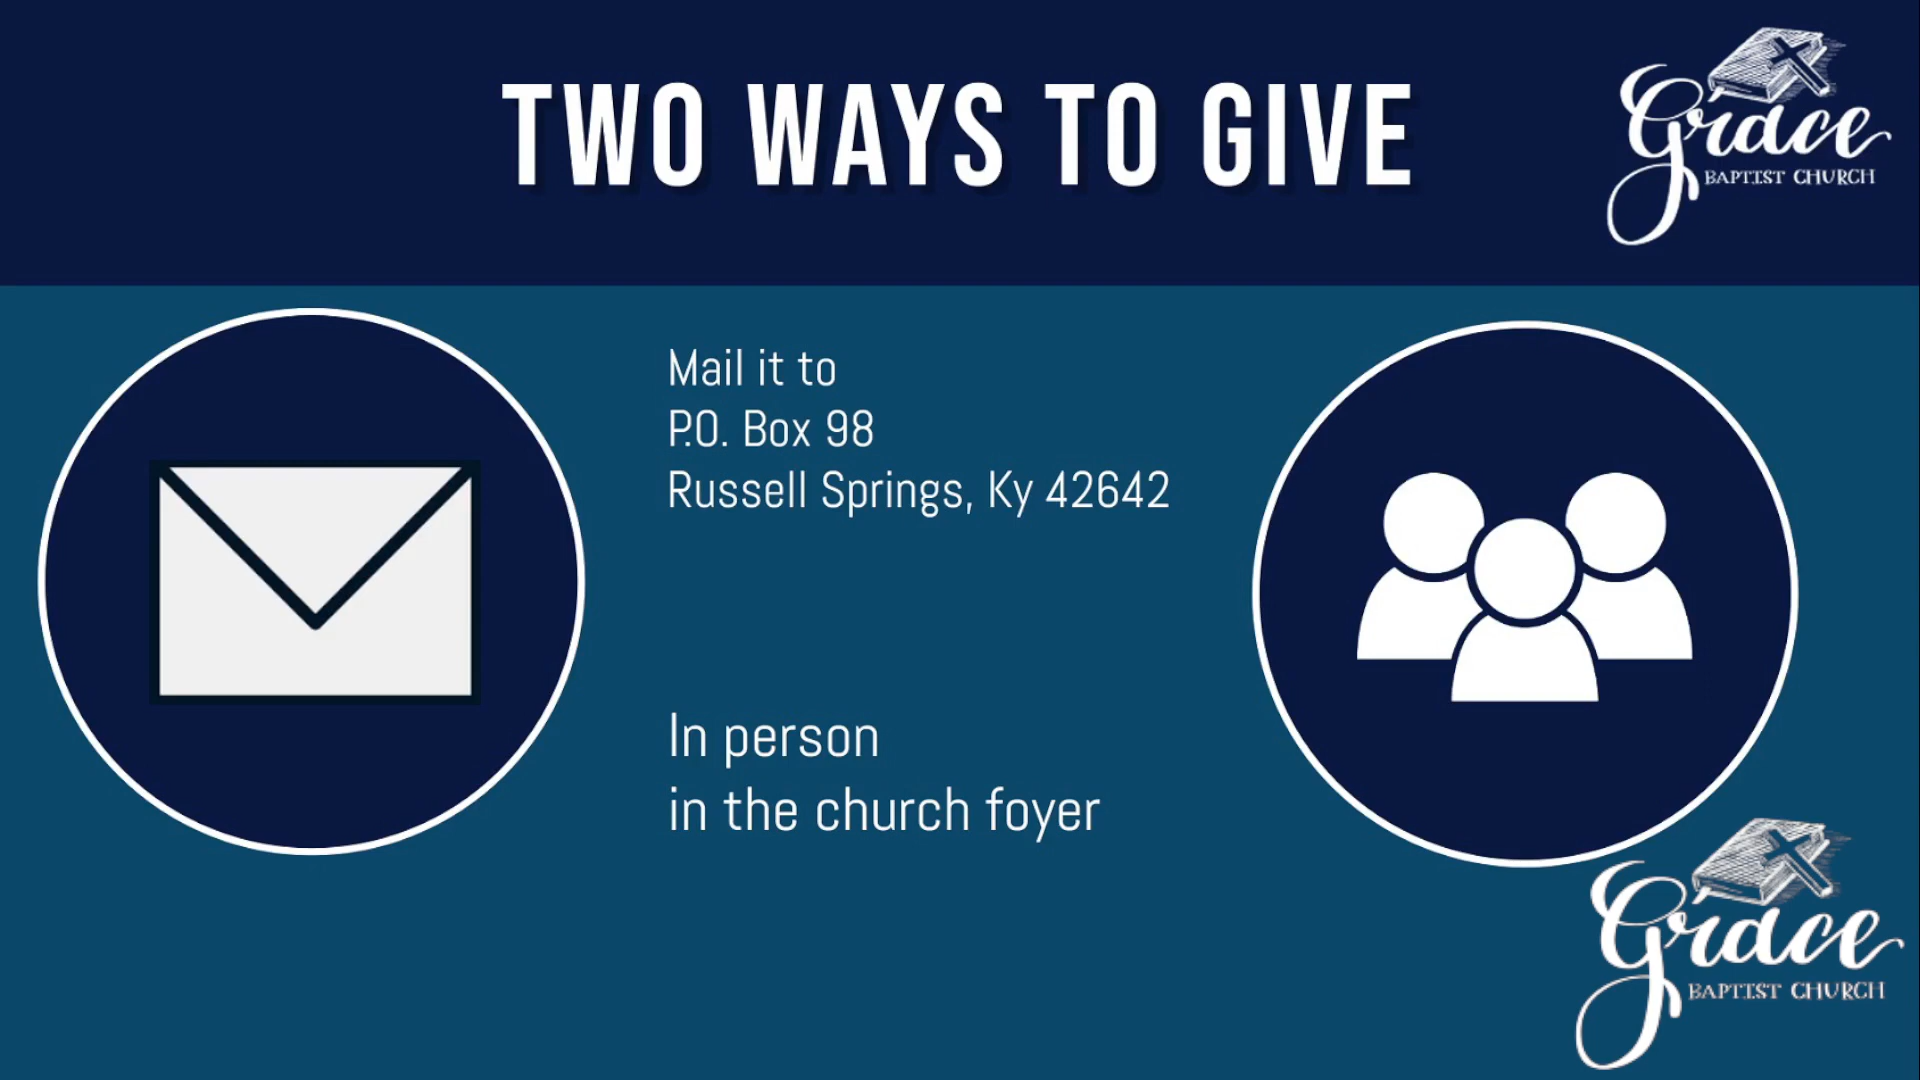 TWO WAYS TO GIVE
Grace
BAPTIST CHURCH
Mail it to
P.O. Box 98
Russell Springs, Ky 42642
In person
in the church foyer
Grace
BAPTIST CHURCH